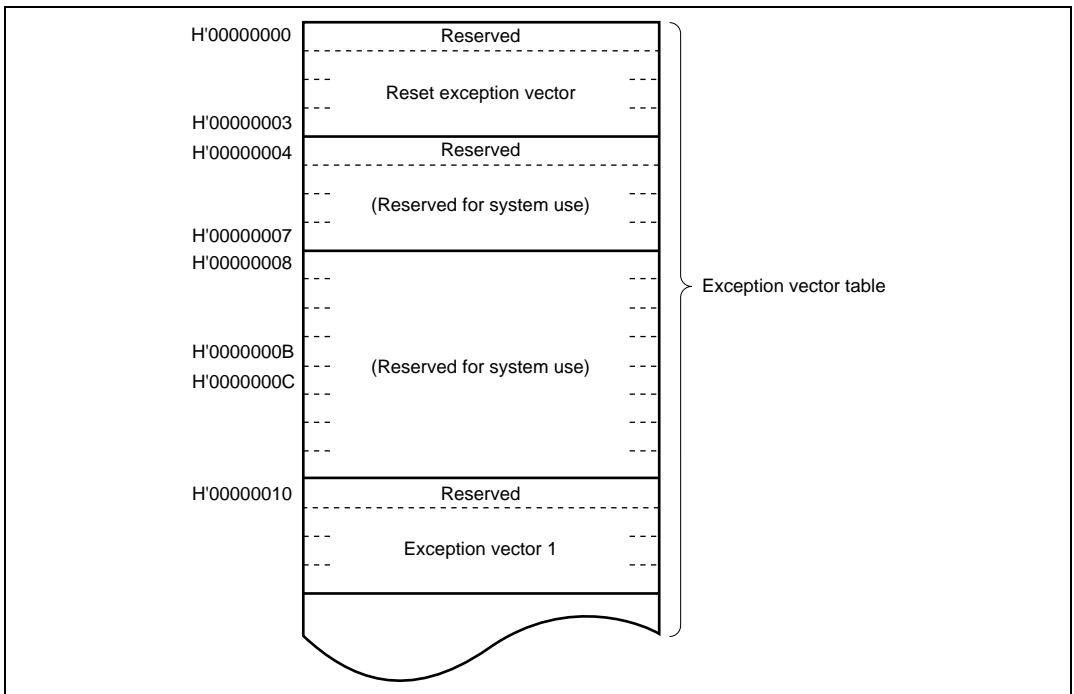 H'00000000 Reserved
Reset exception vector
H'00000003
H'00000004 Reserved
(Reserved for system use)
H'00000007
H'00000008
Exception vector table
H'0000000B
(Reserved for system use)
H'0000000C
H'00000010 Reserved
Exception vector 1